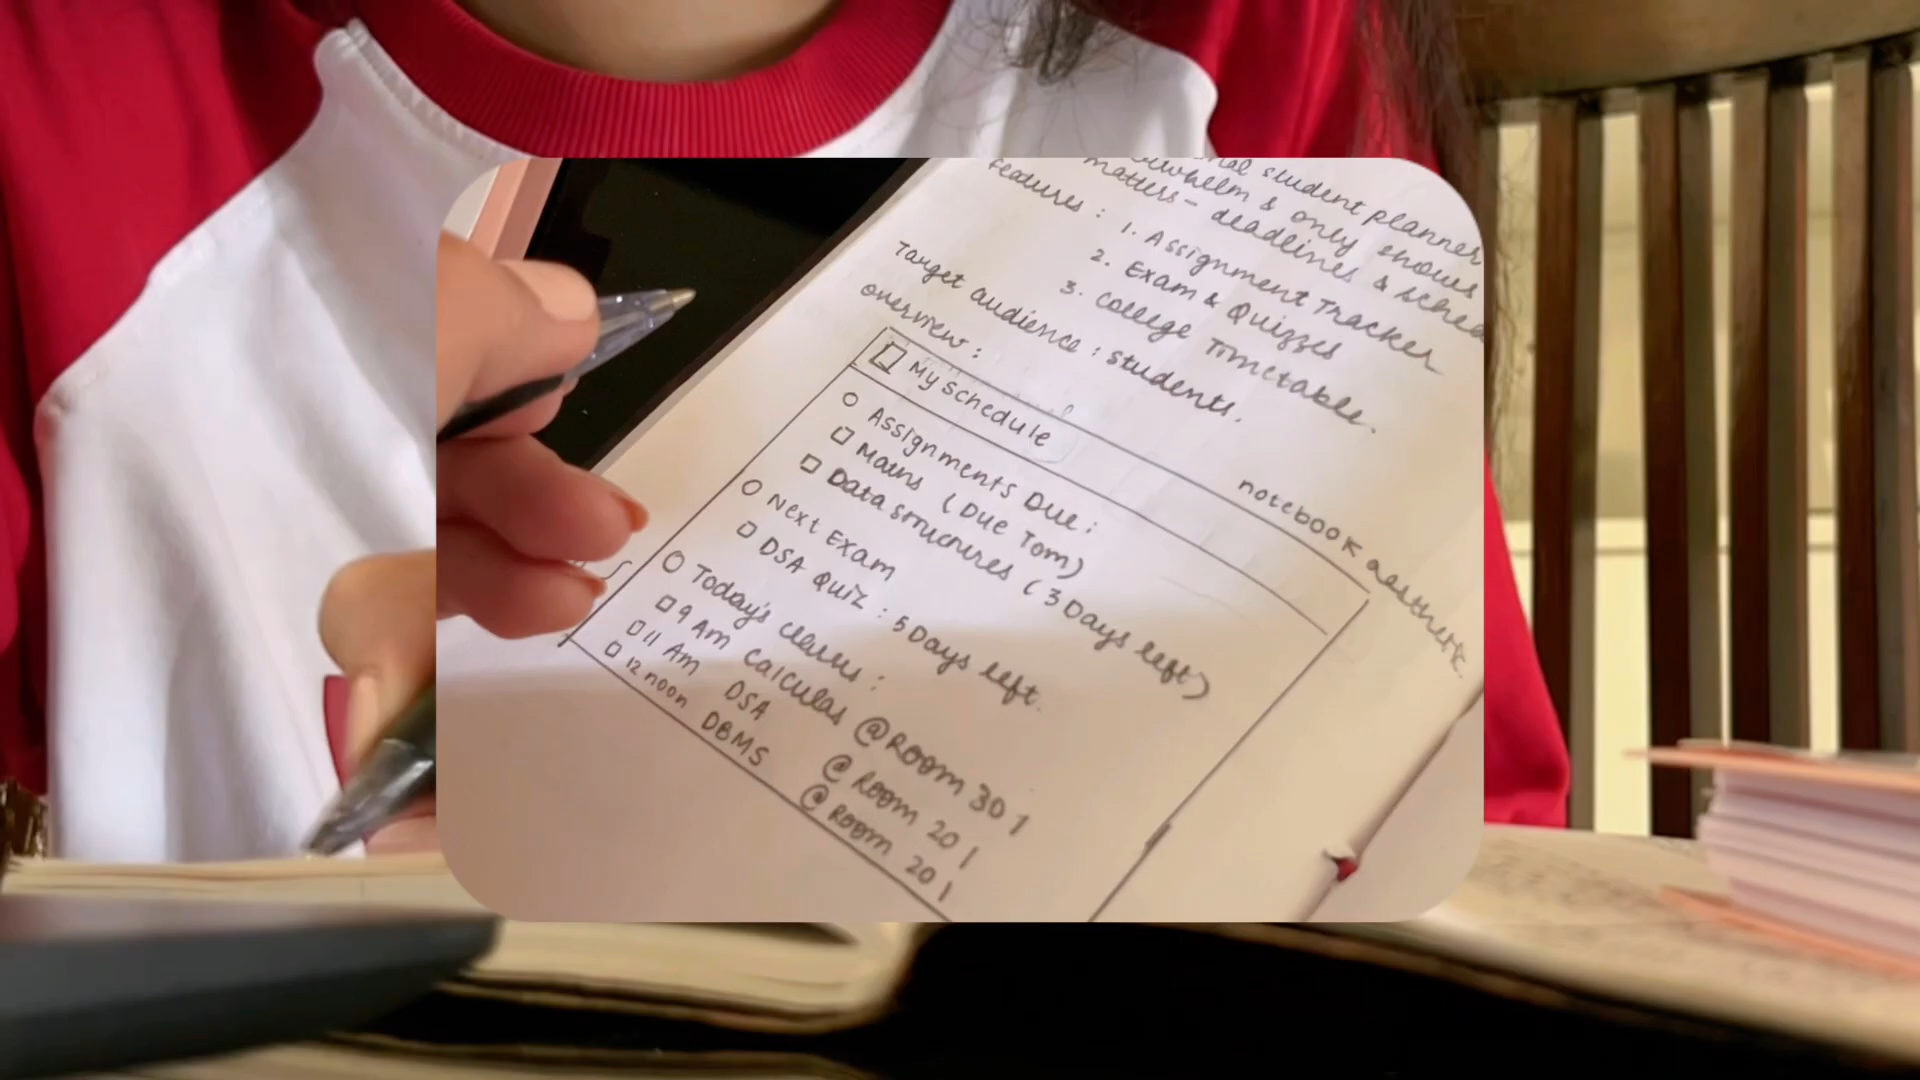 student planner
& only shows
matters - deadlines &
features : 1. Assignment Tracker
2. Exam & Quizzes
3. College Timetable.
Target audience : students.
overview :
notebook aesthetic
My schedule
Assignments Due :
Maths (Due Tom)
Data structures (3 Days left)
Next Exam
DSA Quiz : 5 Days left.
Today's classes :
9 Am Calculas @ROOM 301
11 Am DSA @ Room 201
12 noon DBMS @ Room 201